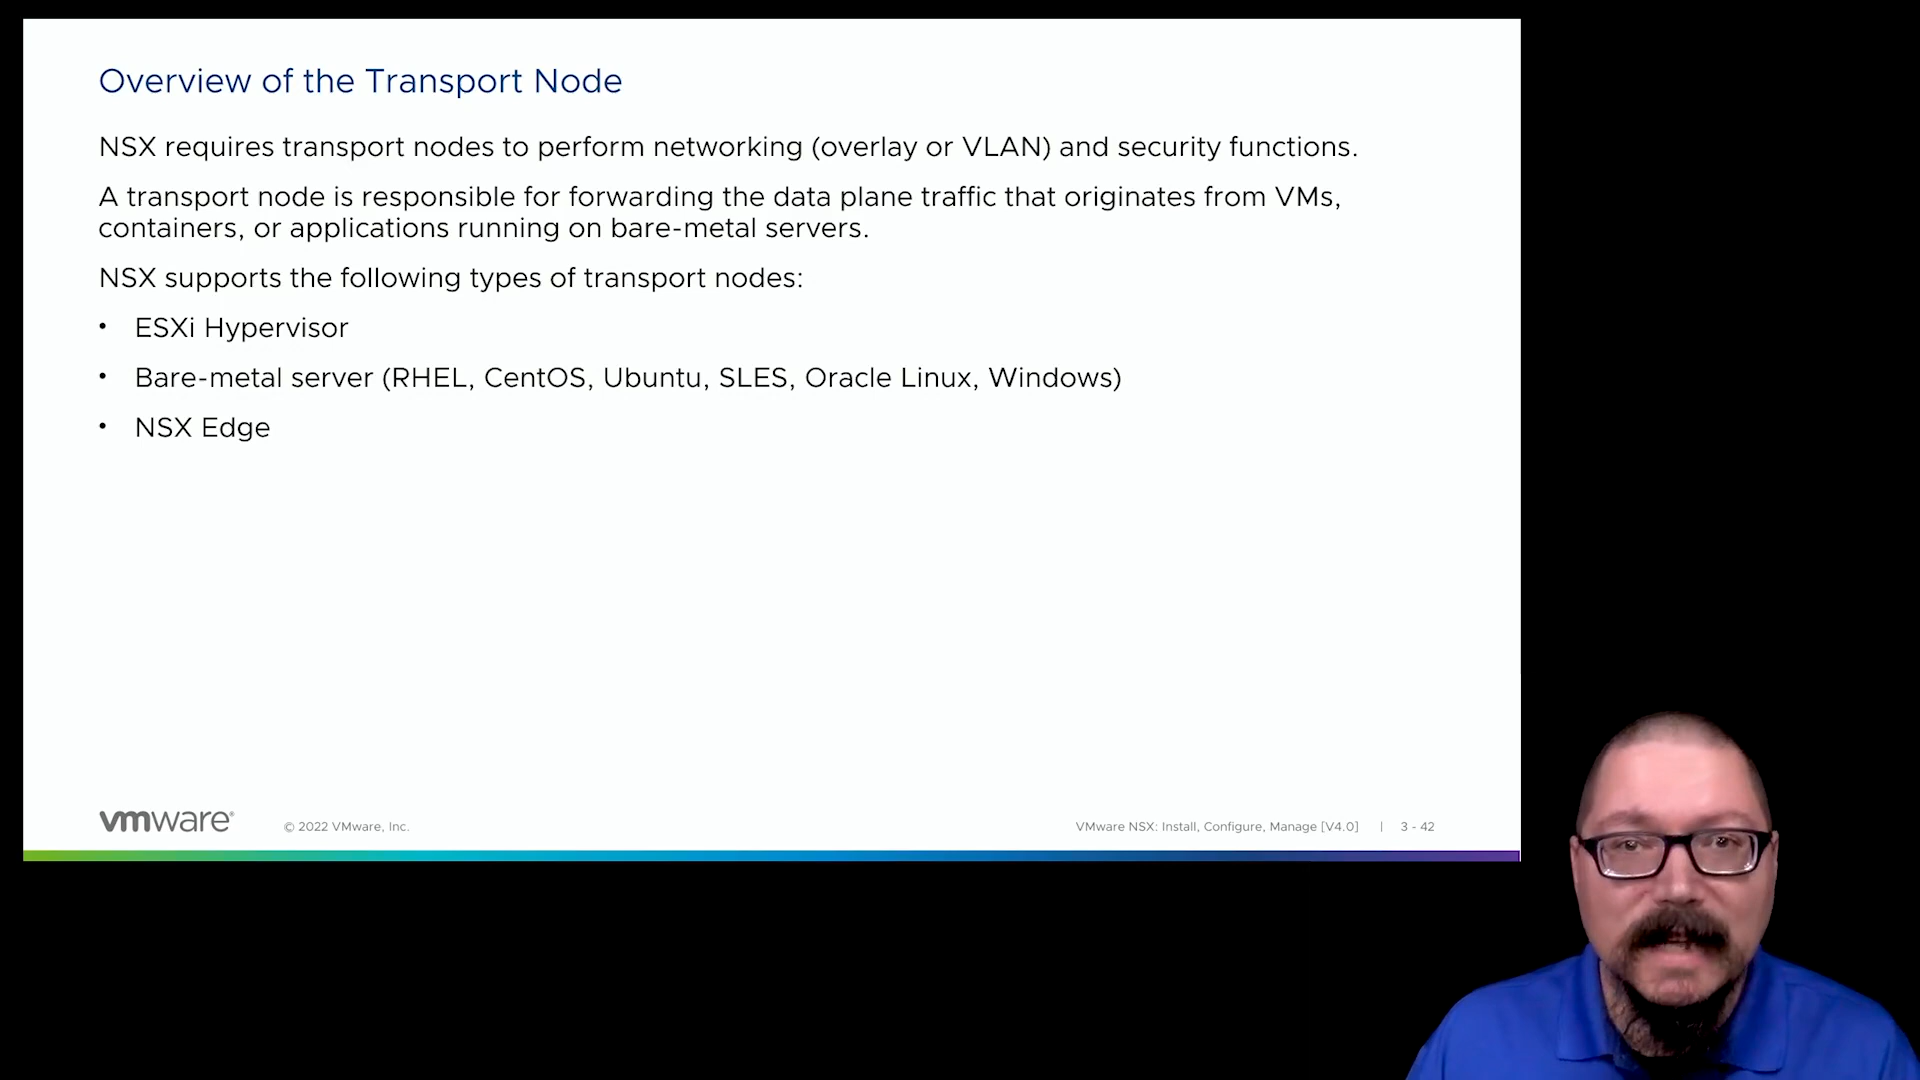 Overview of the Transport Node
NSX requires transport nodes to perform networking (overlay or VLAN) and security functions.
A transport node is responsible for forwarding the data plane traffic that originates from VMs,
containers, or applications running on bare-metal servers.
NSX supports the following types of transport nodes:
• ESXi Hypervisor
• Bare-metal server (RHEL, CentOS, Ubuntu, SLES, Oracle Linux, Windows)
• NSX Edge
vmware®
© 2022 VMware, Inc.
VMware NSX: Install, Configure, Manage [V4.0] | 3 - 42